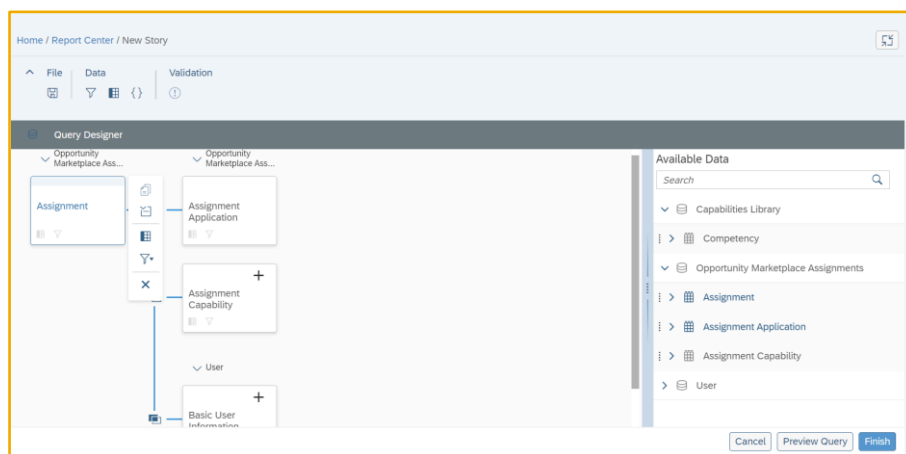 Home / Report Center / New Story
File Data Validation
Query Designer
Opportunity
Marketplace Ass...
Opportunity
Marketplace Ass...
Assignment
Assignment
Application
Assignment
Capability
User
Basic User
Information
Available Data
Search
Capabilities Library
Competency
Opportunity Marketplace Assignments
Assignment
Assignment Application
Assignment Capability
User
Cancel Preview Query Finish